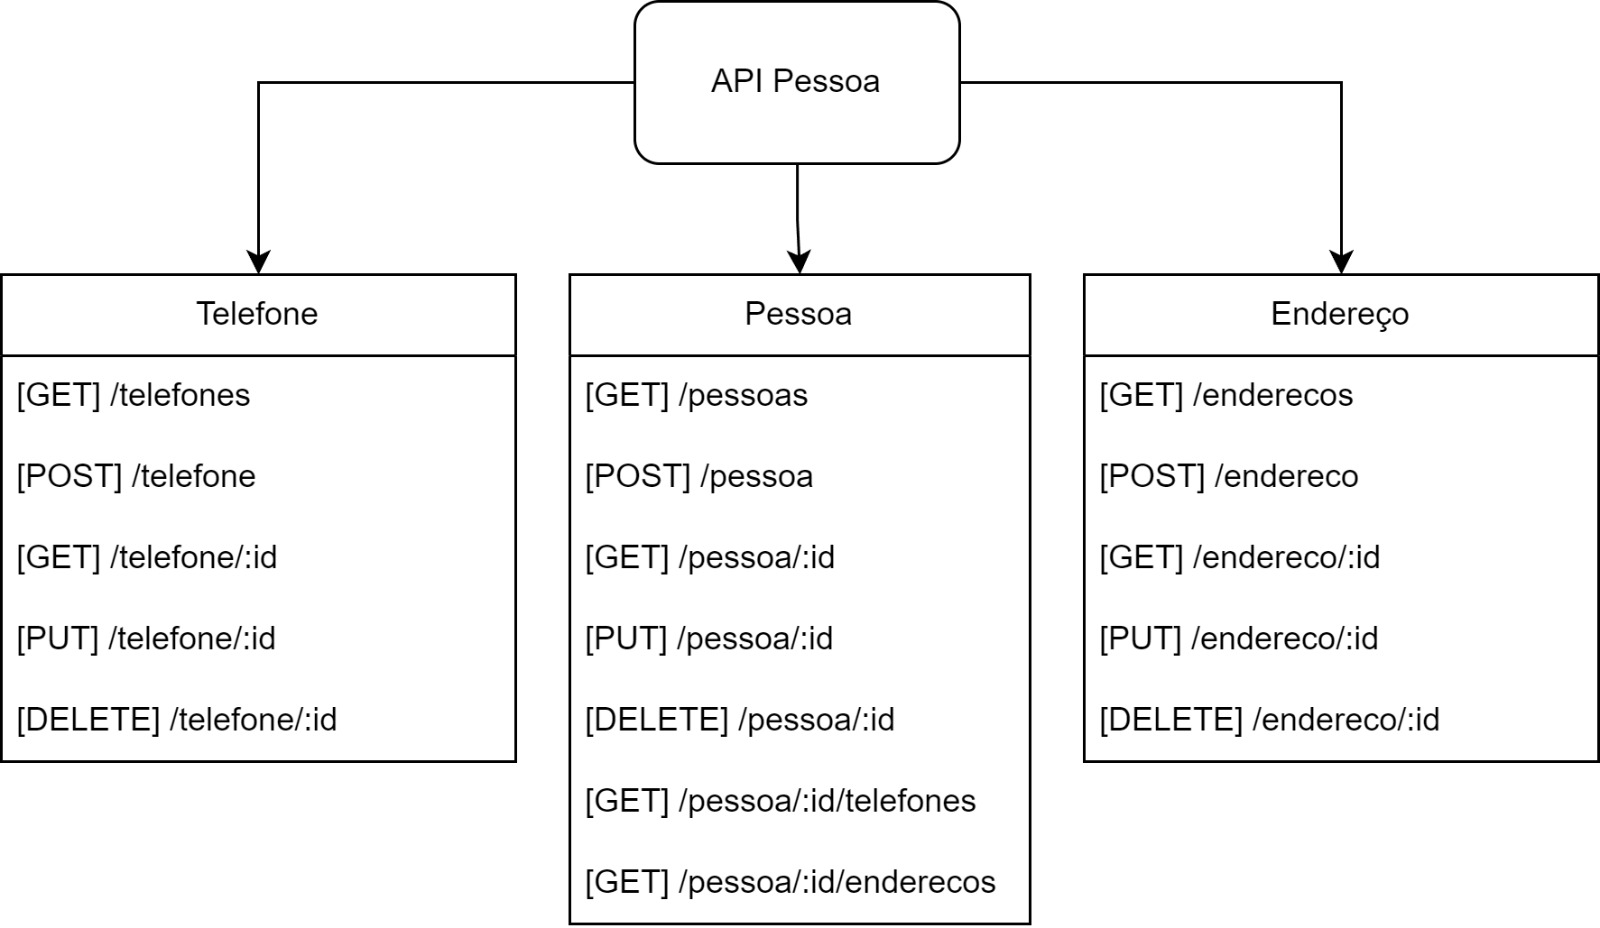 API Pessoa
Telefone
[GET] /telefones
[POST] /telefone
[GET] /telefone/:id
[PUT] /telefone/:id
[DELETE] /telefone/:id
Pessoa
[GET] /pessoas
[POST] /pessoa
[GET] /pessoa/:id
[PUT] /pessoa/:id
[DELETE] /pessoa/:id
[GET] /pessoa/:id/telefones
[GET] /pessoa/:id/enderecos
Endereço
[GET] /enderecos
[POST] /endereco
[GET] /endereco/:id
[PUT] /endereco/:id
[DELETE] /endereco/:id